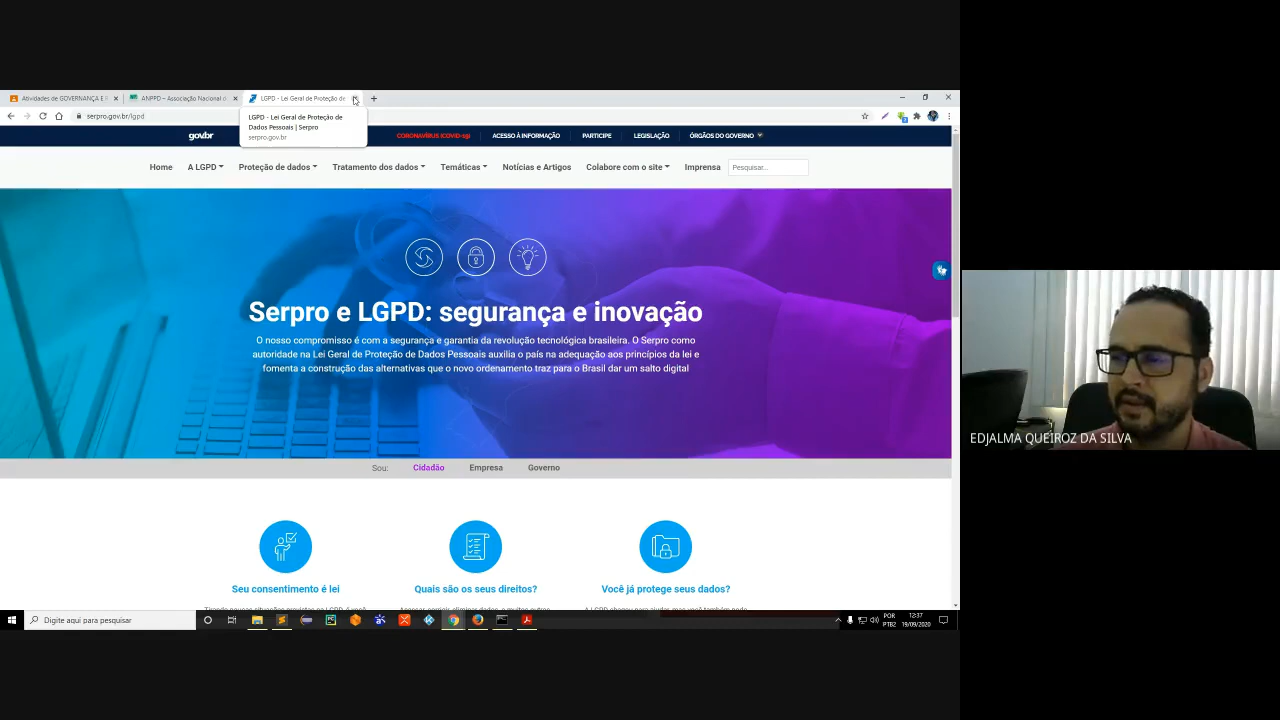 Atividades de GOVERNANÇA E
ANPPD – Associação Nacional d
LGPD - Lei Geral de Proteção de
serpro.gov.br/lgpd
LGPD - Lei Geral de Proteção de
Dados Pessoais | Serpro
serpro.gov.br
gov.br
CORONAVÍRUS (COVID-19)
ACESSO À INFORMAÇÃO
PARTICIPE
LEGISLAÇÃO
ÓRGÃOS DO GOVERNO
Home
A LGPD
Proteção de dados
Tratamento dos dados
Temáticas
Notícias e Artigos
Colabore com o site
Imprensa
Pesquisar...
Serpro e LGPD: segurança e inovação
O nosso compromisso é com a segurança e garantia da revolução tecnológica brasileira. O Serpro como
autoridade na Lei Geral de Proteção de Dados Pessoais auxilia o país na adequação aos princípios da lei e
fomenta a construção das alternativas que o novo ordenamento traz para o Brasil dar um salto digital
EDJALMA QUEIROZ DA SILVA
Sou:
Cidadão
Empresa
Governo
Seu consentimento é lei
Quais são os seus direitos?
Você já protege seus dados?
Digite aqui para pesquisar
POR
PTB2
12:37
19/09/2020